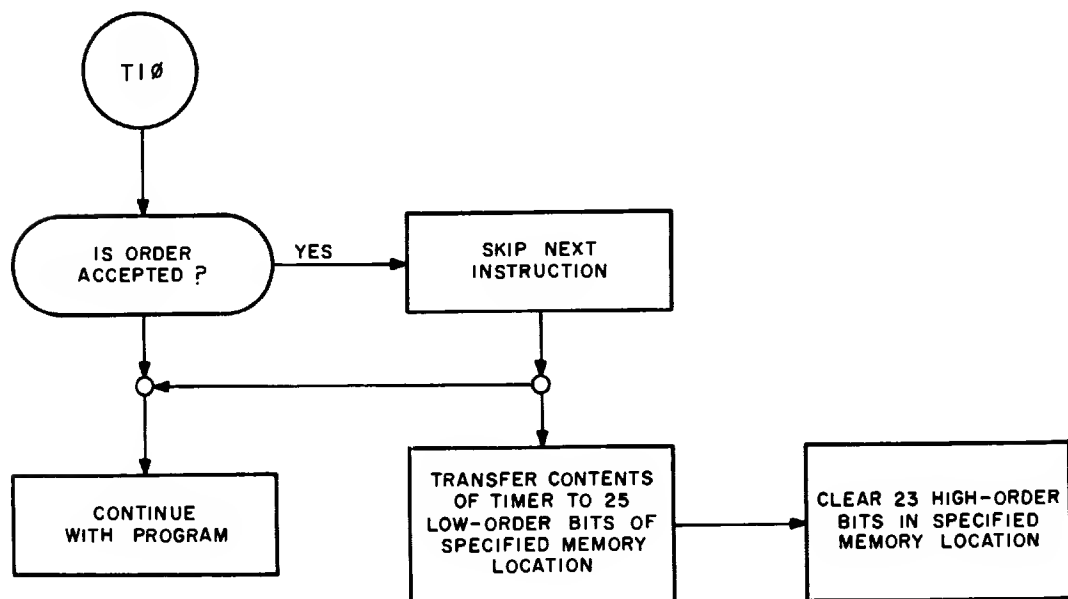 TIØ
IS ORDER
ACCEPTED ?
YES
SKIP NEXT
INSTRUCTION
CONTINUE
WITH PROGRAM
TRANSFER CONTENTS
OF TIMER TO 25
LOW-ORDER BITS OF
SPECIFIED MEMORY
LOCATION
CLEAR 23 HIGH-ORDER
BITS IN SPECIFIED
MEMORY LOCATION